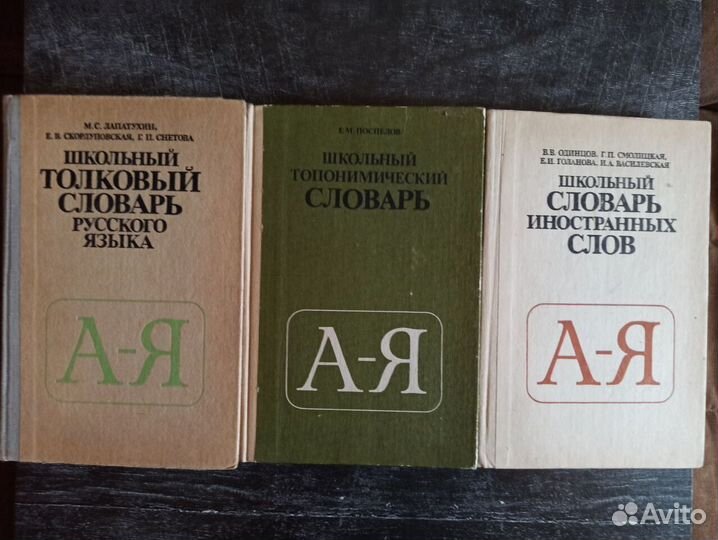 М.С. ЛАПАТУХИН,
Е.В. СКОРЛУПОВСКАЯ, Г.П. СНЕТОВА
ШКОЛЬНЫЙ
ТОЛКОВЫЙ
СЛОВАРЬ
РУССКОГО
ЯЗЫКА
А-Я
Е.М. ПОСПЕЛОВ
ШКОЛЬНЫЙ
ТОПОНИМИЧЕСКИЙ
СЛОВАРЬ
А-Я
В.В. ОДИНЦОВ, Г.П. СМОЛИЦКАЯ,
Е.И. ГОЛАНОВА, И.А. ВАСИЛЕВСКАЯ
ШКОЛЬНЫЙ
СЛОВАРЬ
ИНОСТРАННЫХ
СЛОВ
А-Я
Avito